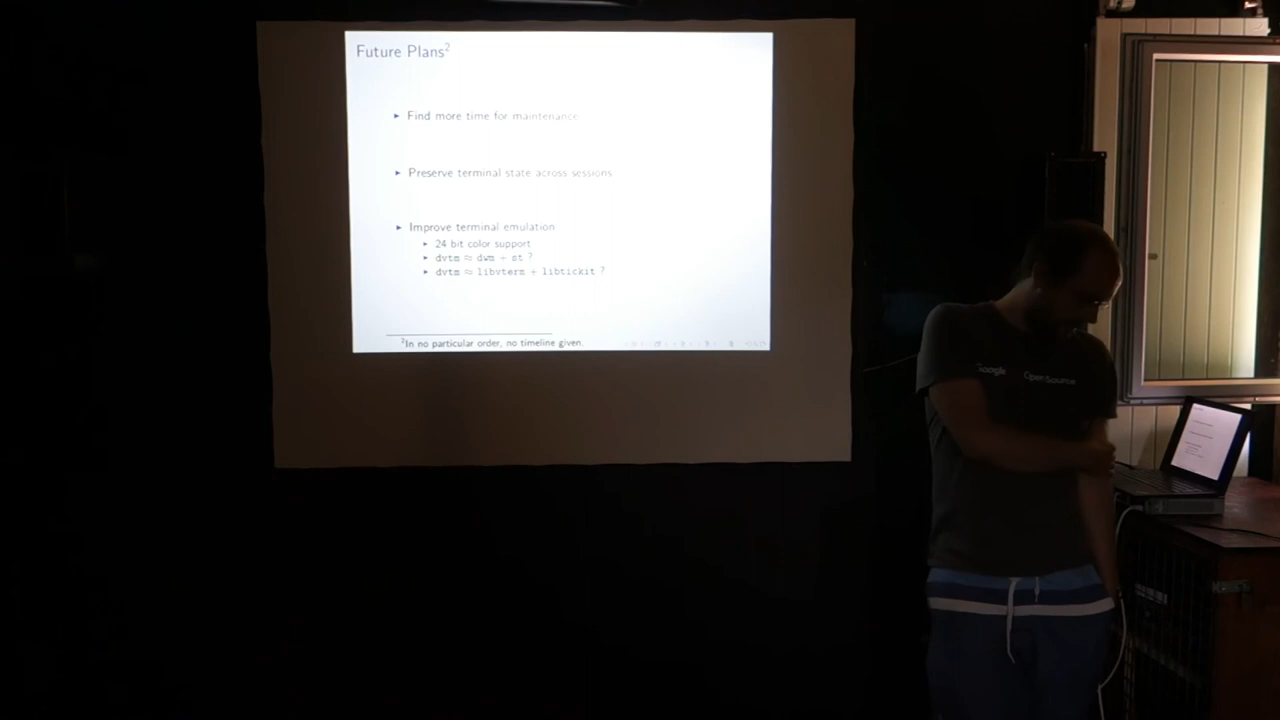 Future Plans²
► Find more time for maintenance
► Preserve terminal state across sessions
► Improve terminal emulation
► 24 bit color support
► dvtm ≈ dwm + st ?
► dvtm ≈ libvterm + libtickit ?
²In no particular order, no timeline given.
Google Open Source